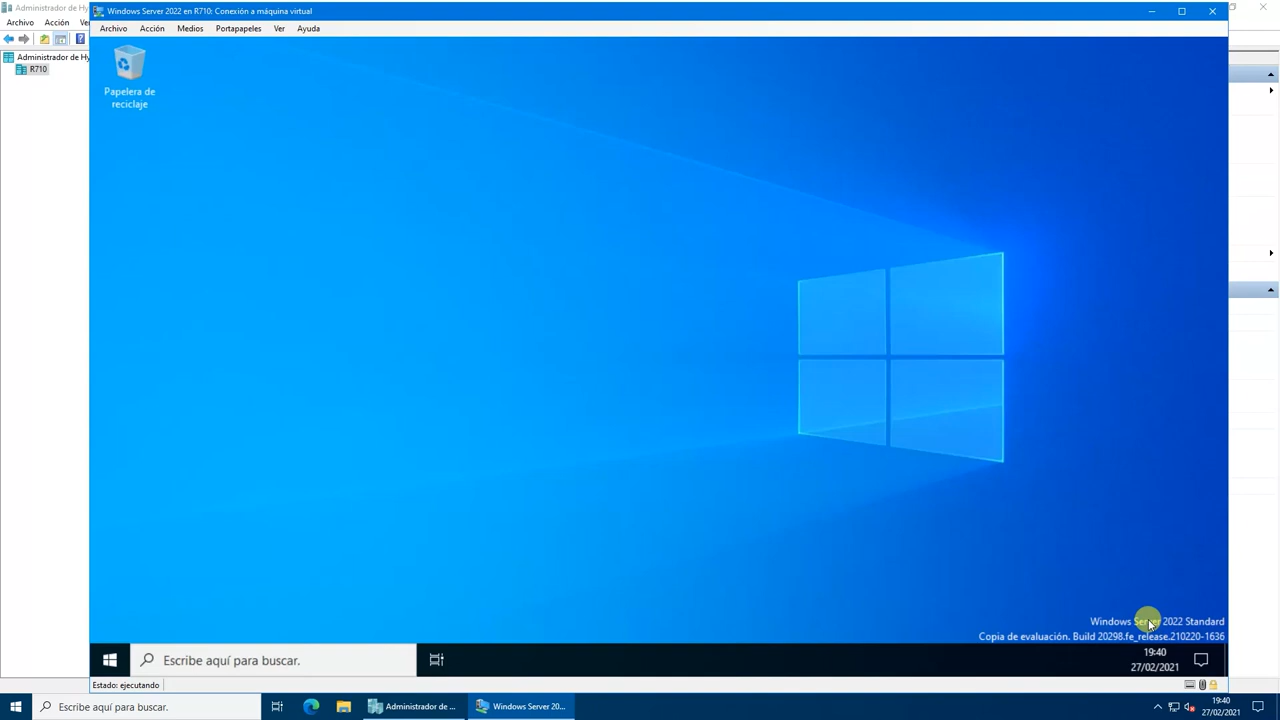 Administrador de Hy
Windows Server 2022 en R710: Conexión a máquina virtual
Archivo Acción
Archivo Acción Medios Portapapeles Ver Ayuda
Administrador de Hy
R710
Papelera de
reciclaje
Windows Server 2022 Standard
Copia de evaluación. Build 20298.fe_release.210220-1636
Escribe aquí para buscar.
19:40
27/02/2021
Estado: ejecutando
Escribe aquí para buscar.
Administrador de ...
Windows Server 20...
19:40
27/02/2021